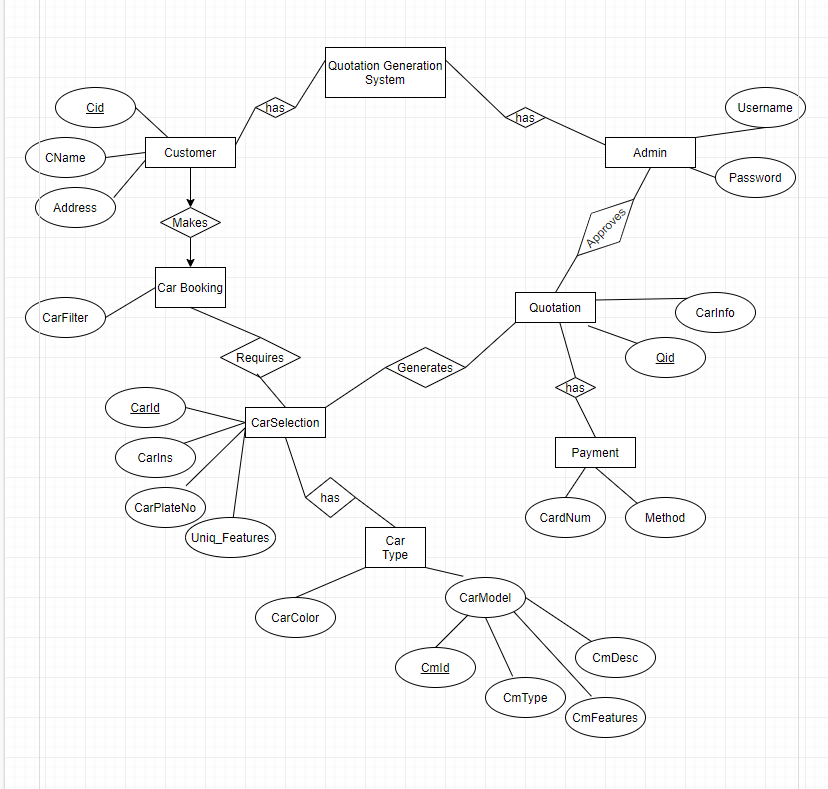 Quotation Generation
System
has
has
Cid
Username
CName
Customer
Admin
Password
Address
Makes
Approves
Car Booking
CarFilter
Quotation
CarInfo
Qid
Requires
Generates
has
CarId
CarSelection
CarIns
Payment
CarPlateNo
has
CardNum
Method
Uniq_Features
Car
Type
CarColor
CarModel
CmId
CmDesc
CmType
CmFeatures